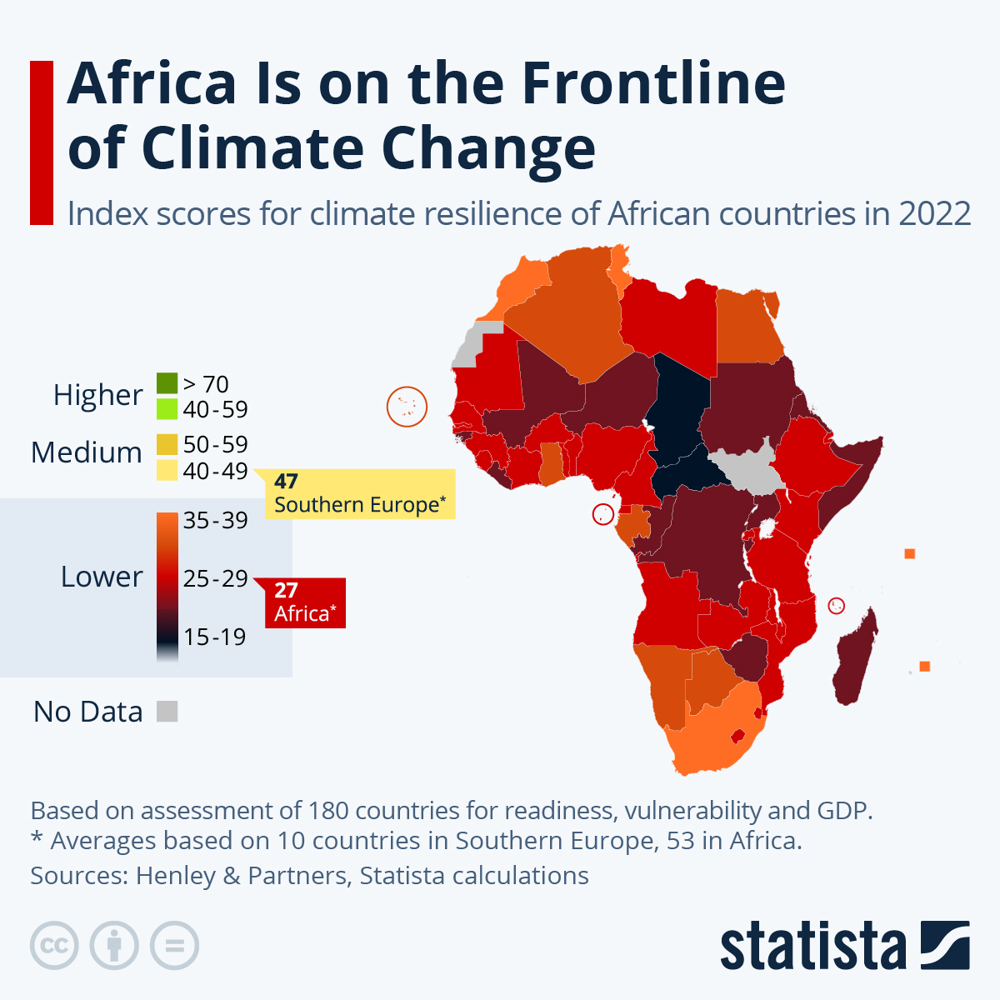 Africa Is on the Frontline
of Climate Change
Index scores for climate resilience of African countries in 2022
Higher
> 70
40-59
Medium
50-59
40-49
47
Southern Europe*
Lower
35-39
25-29
15-19
27
Africa*
No Data
Based on assessment of 180 countries for readiness, vulnerability and GDP.
* Averages based on 10 countries in Southern Europe, 53 in Africa.
Sources: Henley & Partners, Statista calculations
cc
statista